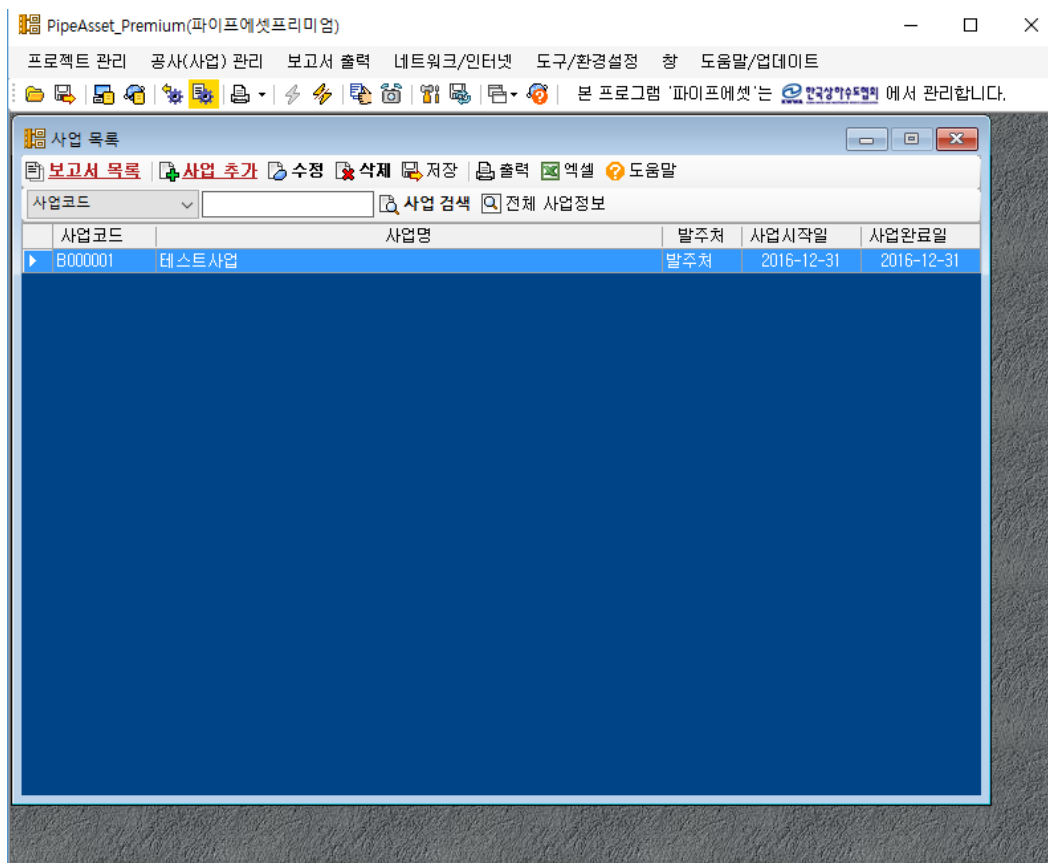 PipeAsset_Premium(파이프에셋프리미엄)
프로젝트 관리 공사(사업) 관리 보고서 출력 네트워크/인터넷 도구/환경설정 창 도움말/업데이트
본 프로그램 '파이프에셋'는 한국상하수도협회 에서 관리합니다.
사업 목록
보고서 목록 사업 추가 수정 삭제 저장 출력 엑셀 도움말
사업코드 사업 검색 전체 사업정보
사업코드 사업명 발주처 사업시작일 사업완료일
B000001 테스트사업 발주처 2016-12-31 2016-12-31